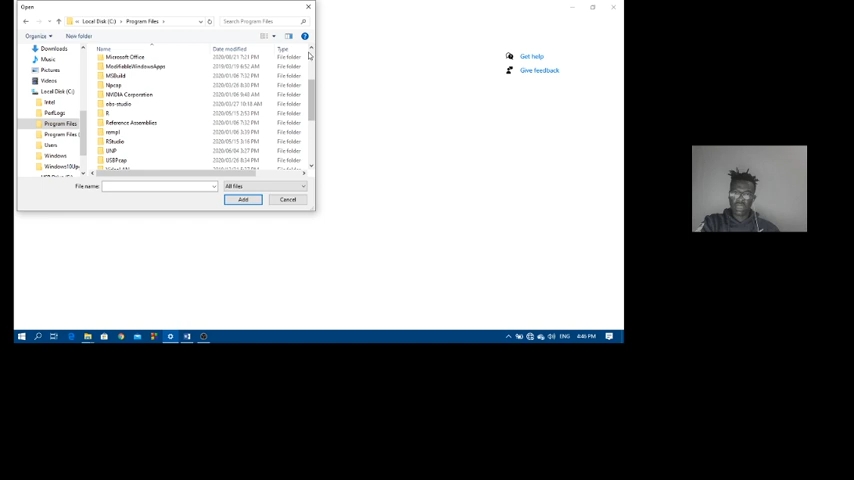 Open
« Local Disk (C:) › Program Files ›
Search Program Files
Organize
New folder
Downloads
Music
Pictures
Videos
Local Disk (C:)
Intel
PerfLogs
Program Files
Program Files (
Users
Windows
Windows10Up
Name Date modified Type
Microsoft Office 2020/06/21 7:21 PM File folder
ModifiableWindowsApps 2019/03/19 6:52 AM File folder
MSBuild 2020/01/06 7:32 PM File folder
Npcap 2020/03/26 8:30 PM File folder
NVIDIA Corporation 2020/01/06 9:48 AM File folder
obs-studio 2020/03/27 10:18 AM File folder
R 2020/05/15 2:53 PM File folder
Reference Assemblies 2020/01/06 7:32 PM File folder
rempl 2020/01/06 3:39 PM File folder
RStudio 2020/05/15 3:16 PM File folder
UNP 2020/06/04 3:27 PM File folder
USBPcap 2020/03/26 8:34 PM File folder
File name:
All files
Add
Cancel
Get help
Give feedback
ENG 4:46 PM